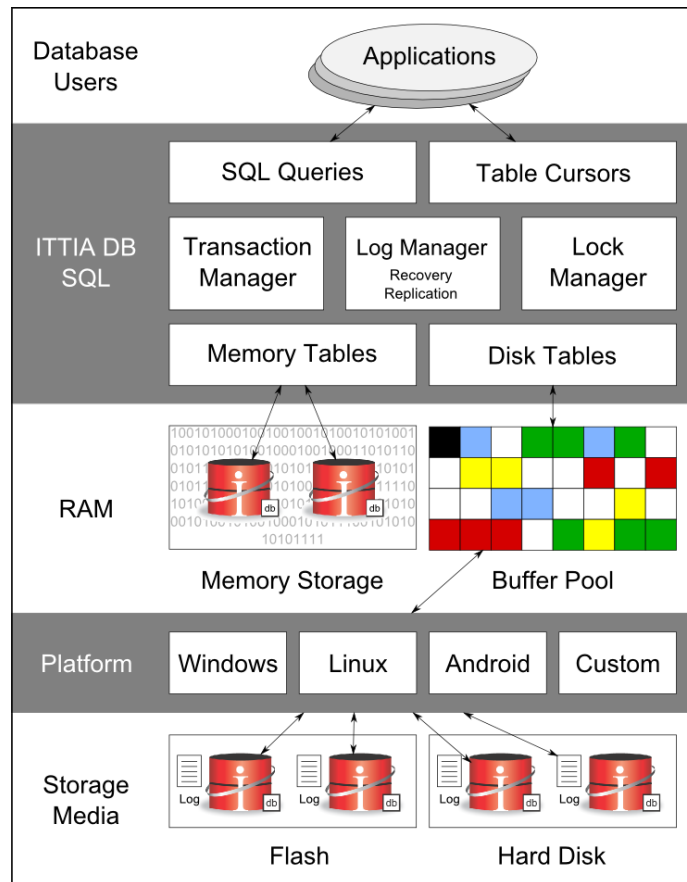 Database
Users
Applications
ITTIA DB
SQL
SQL Queries
Table Cursors
Transaction
Manager
Log Manager
Recovery
Replication
Lock
Manager
Memory Tables
Disk Tables
RAM
db
db
10101111
Memory Storage
Buffer Pool
Platform
Windows
Linux
Android
Custom
Storage
Media
Log
db
Log
db
Log
db
Log
db
Flash
Hard Disk